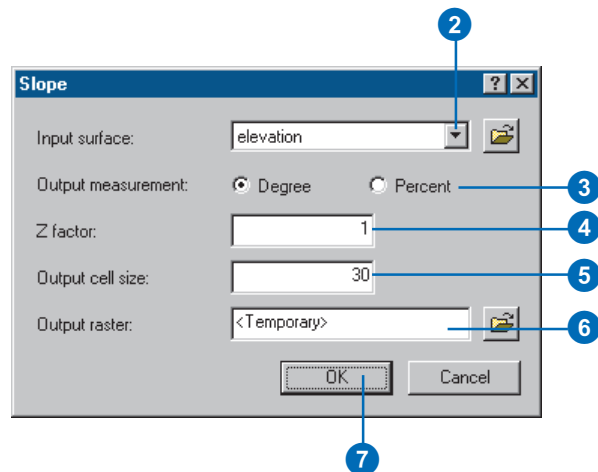 2
Slope ? ×
Input surface: elevation
Output measurement: Degree Percent 3
Z factor: 1 4
Output cell size: 30 5
Output raster: <Temporary> 6
OK Cancel
7